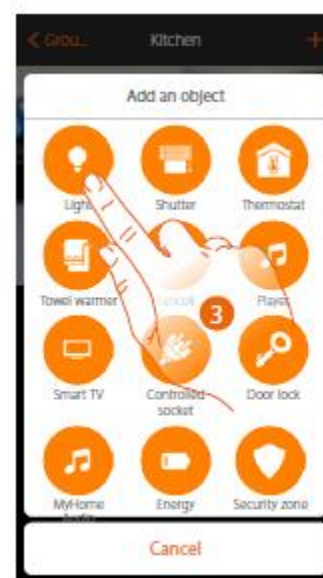 < Grou... Kitchen +
Add an object
Light Shutter Thermostat
Towel warmer Player
3
Smart TV Controlled socket Door lock
MyHome Energy Security zone
Cancel